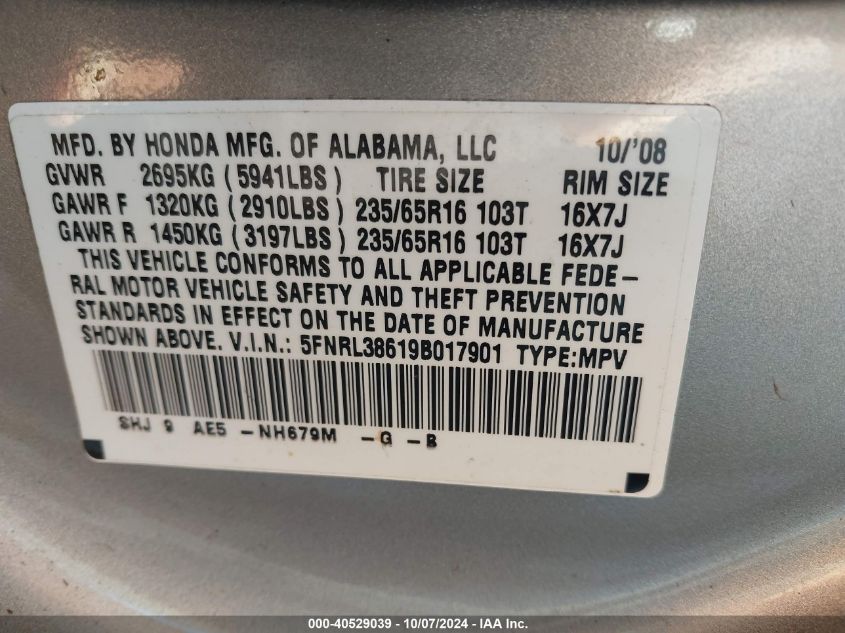 MFD. BY HONDA MFG. OF ALABAMA, LLC 10/'08
GVWR 2695KG (5941LBS) TIRE SIZE RIM SIZE
GAWR F 1320KG (2910LBS) 235/65R16 103T 16X7J
GAWR R 1450KG (3197LBS) 235/65R16 103T 16X7J
THIS VEHICLE CONFORMS TO ALL APPLICABLE FEDE-
RAL MOTOR VEHICLE SAFETY AND THEFT PREVENTION
STANDARDS IN EFFECT ON THE DATE OF MANUFACTURE
SHOWN ABOVE. V.I.N.: 5FNRL38619B017901 TYPE:MPV
SHJ 9 AE5 -NH679M -G -B
000-40529039 - 10/07/2024 - IAA Inc.